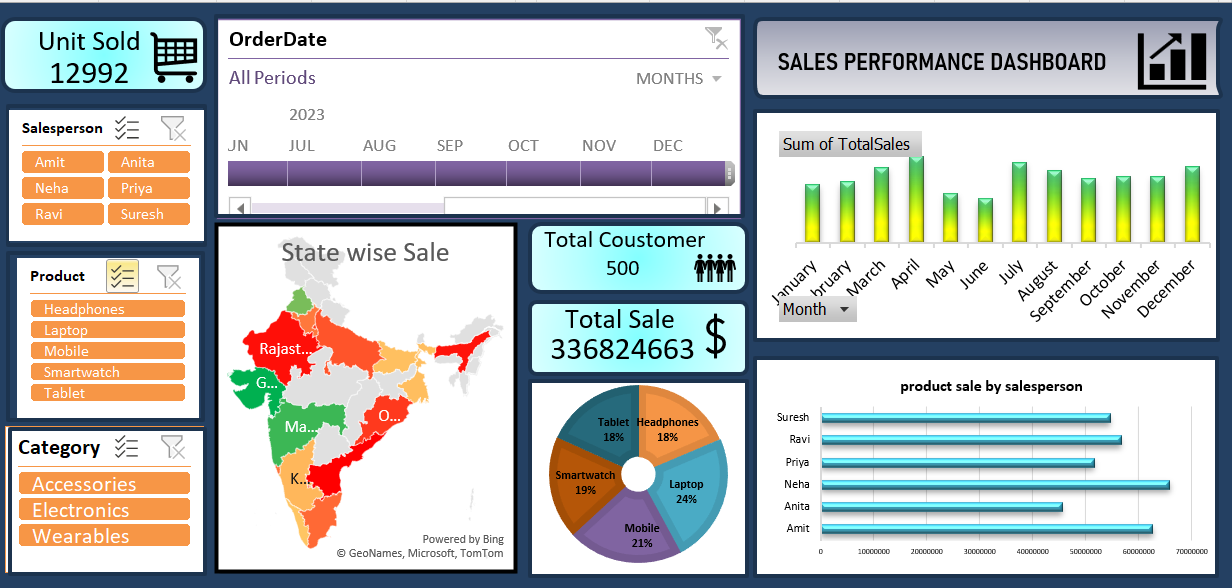 Unit Sold
12992
Salesperson
Amit
Anita
Neha
Priya
Ravi
Suresh
Product
Headphones
Laptop
Mobile
Smartwatch
Tablet
Category
Accessories
Electronics
Wearables
OrderDate
All Periods
MONTHS
2023
UN JUL AUG SEP OCT NOV DEC
State wise Sale
Rajast...
G...
Ma...
O...
K...
Powered by Bing
© GeoNames, Microsoft, TomTom
Total Coustomer
500
Total Sale
336824663 $
Tablet
18%
Headphones
18%
Smartwatch
19%
Laptop
24%
Mobile
21%
SALES PERFORMANCE DASHBOARD
Sum of TotalSales
January
bruary
March
April
May
June
July
August
September
October
November
December
Month
product sale by salesperson
Suresh
Ravi
Priya
Neha
Anita
Amit
0 10000000 20000000 30000000 40000000 50000000 60000000 70000000